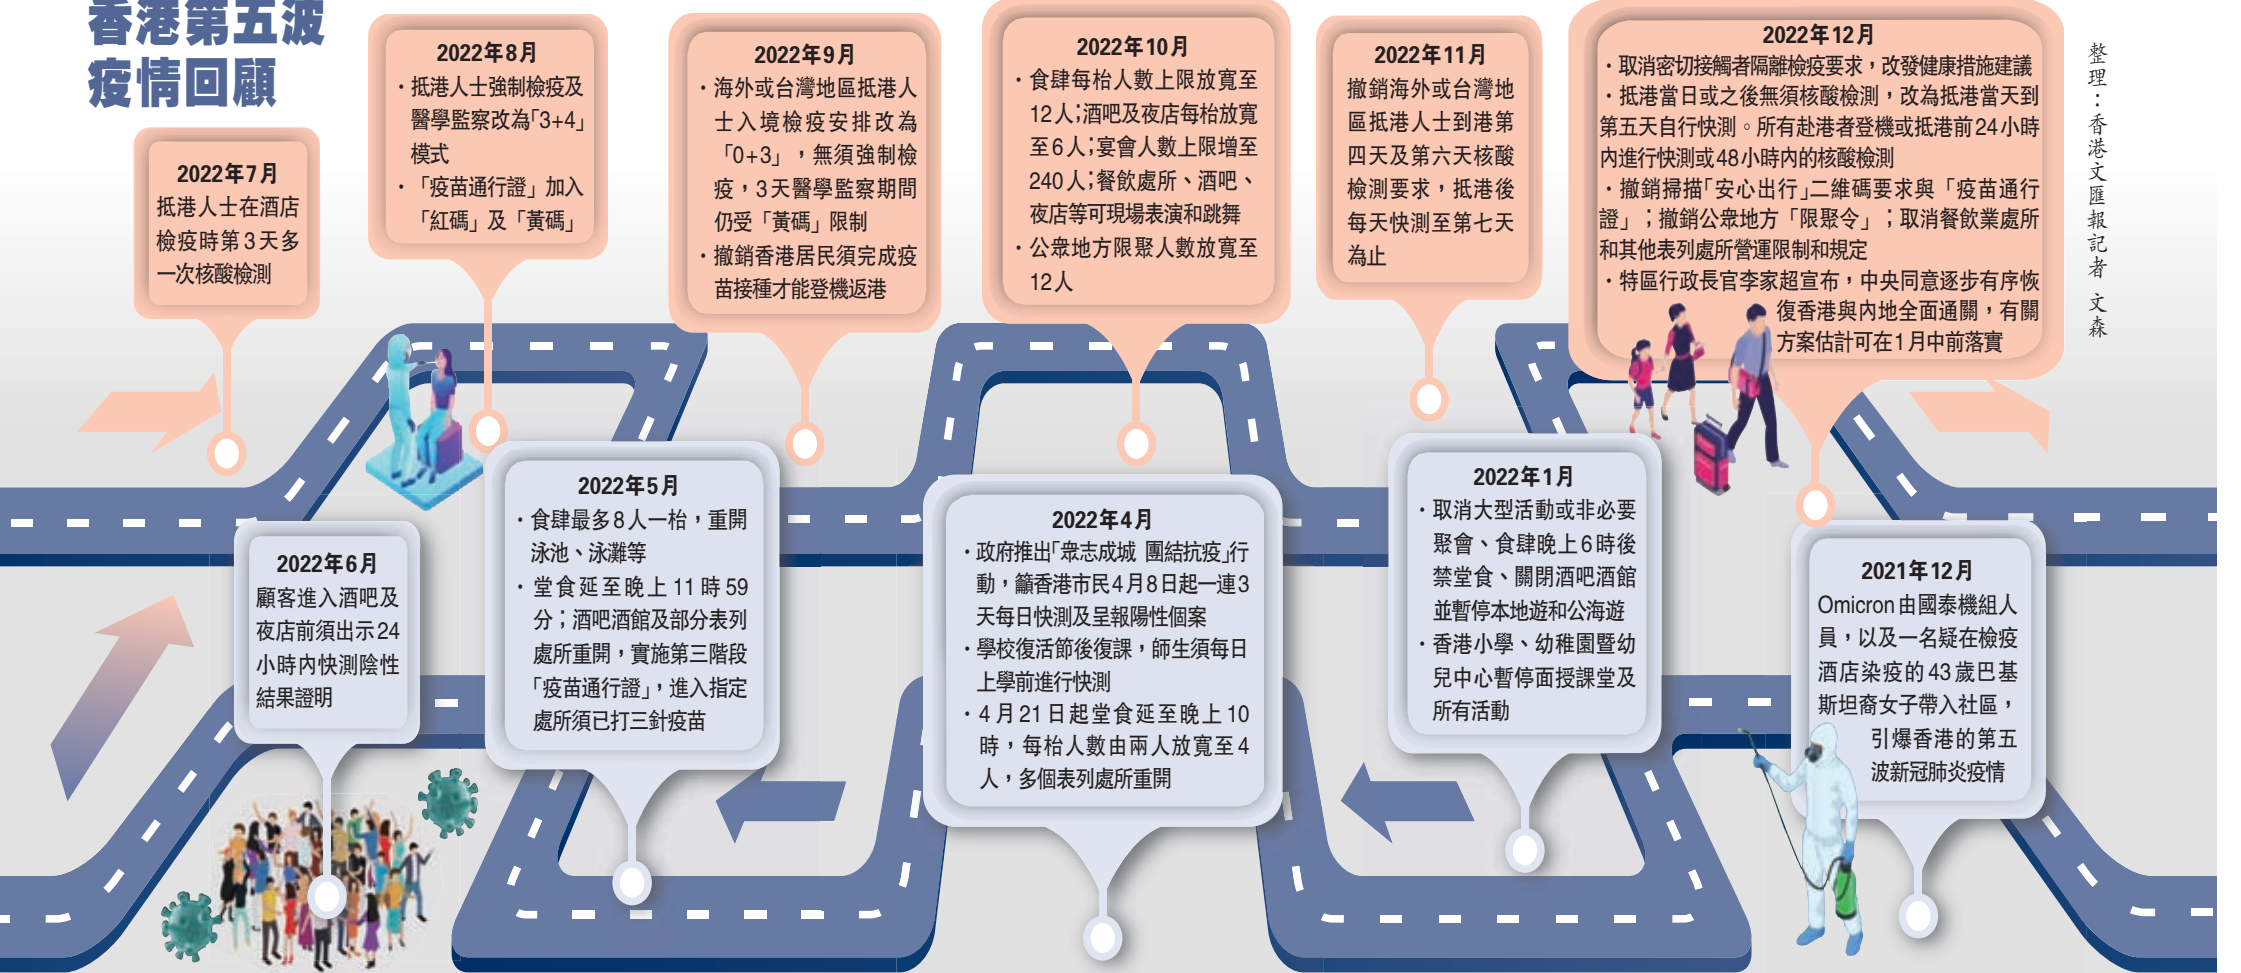 香港第五波
疫情回顧
2022年7月
抵港人士在酒店
檢疫時第3天多
一次核酸檢測
2022年8月
・抵港人士強制檢疫及
醫學監察改為「3+4」
模式
・「疫苗通行證」加入
「紅碼」及「黃碼」
2022年9月
・海外或台灣地區抵港人
士入境檢疫安排改為
「0+3」，無須強制檢
疫，3天醫學監察期間
仍受「黃碼」限制
・撤銷香港居民須完成疫
苗接種才能登機返港
2022年10月
・食肆每枱人數上限放寬至
12人；酒吧及夜店每枱放寬
至6人；宴會人數上限增至
240人；餐飲處所、酒吧、
夜店等可現場表演和跳舞
・公眾地方限聚人數放寬至
12人
2022年11月
撤銷海外或台灣地
區抵港人士到港第
四天及第六天核酸
檢測要求，抵港後
每天快測至第七天
為止
2022年12月
・取消密切接觸者隔離檢疫要求，改發健康措施建議
・抵港當日或之後無須核酸檢測，改為抵港當天到
第五天自行快測。所有赴港者登機或抵港前24小時
內進行快測或48小時內的核酸檢測
・撤銷掃描「安心出行」二維碼要求與「疫苗通行
證」；撤銷公眾地方「限聚令」；取消餐飲業處所
和其他表列處所營運限制和規定
・特區行政長官李家超宣布，中央同意逐步有序恢
復香港與內地全面通關，有關
方案估計可在1月中前落實
整理：香港文匯報記者 文森
2022年6月
顧客進入酒吧及
夜店前須出示24
小時內快測陰性
結果證明
2022年5月
・食肆最多8人一枱，重開
泳池、泳灘等
・堂食延至晚上11時59
分；酒吧酒館及部分表列
處所重開，實施第三階段
「疫苗通行證」，進入指定
處所須已打三針疫苗
2022年4月
・政府推出「眾志成城 團結抗疫」行
動，籲香港市民4月8日起一連3
天每日快測及呈報陽性個案
・學校復活節後復課，師生須每日
上學前進行快測
・4月21日起堂食延至晚上10
時，每枱人數由兩人放寬至4
人，多個表列處所重開
2022年1月
・取消大型活動或非必要
聚會、食肆晚上6時後
禁堂食、關閉酒吧酒館
並暫停本地遊和公海遊
・香港小學、幼稚園暨幼
兒中心暫停面授課堂及
所有活動
2021年12月
Omicron由國泰機組人
員，以及一名疑在檢疫
酒店染疫的43歲巴基
斯坦裔女子帶入社區，
引爆香港的第五
波新冠肺炎疫情